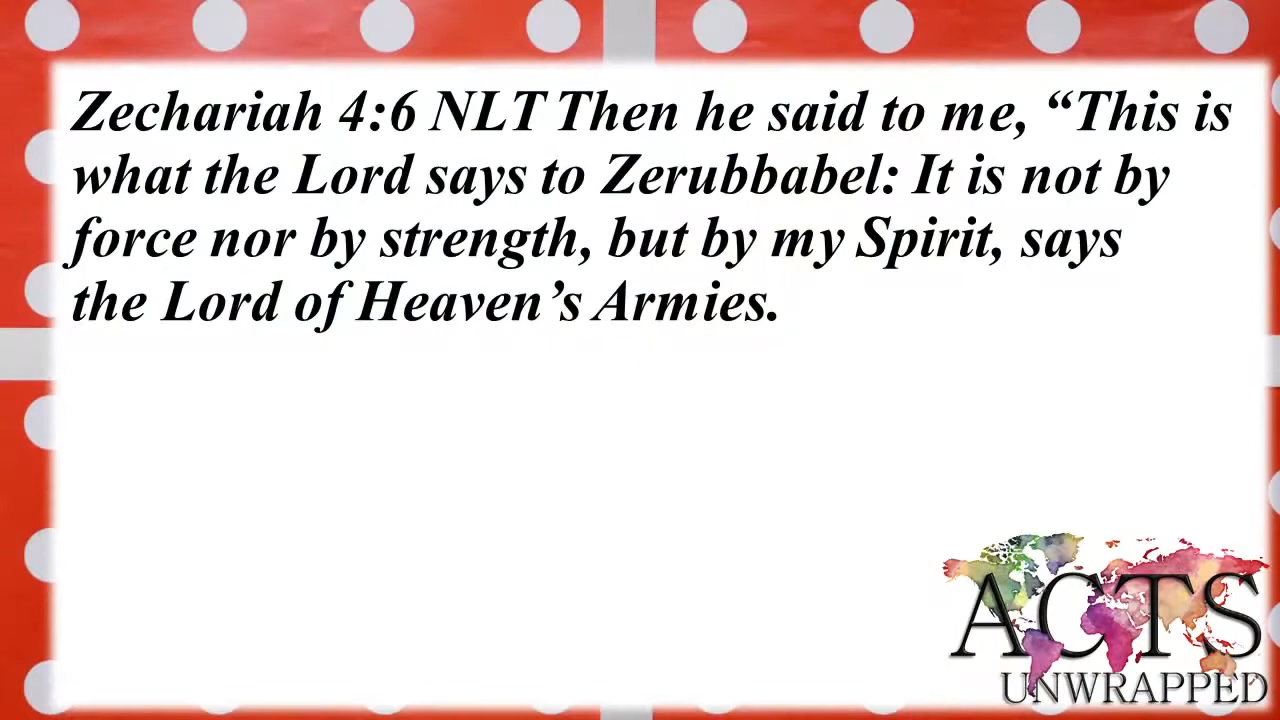 Zechariah 4:6 NLT Then he said to me, “This is
what the Lord says to Zerubbabel: It is not by
force nor by strength, but by my Spirit, says
the Lord of Heaven’s Armies.
ACTS
UNWRAPPED